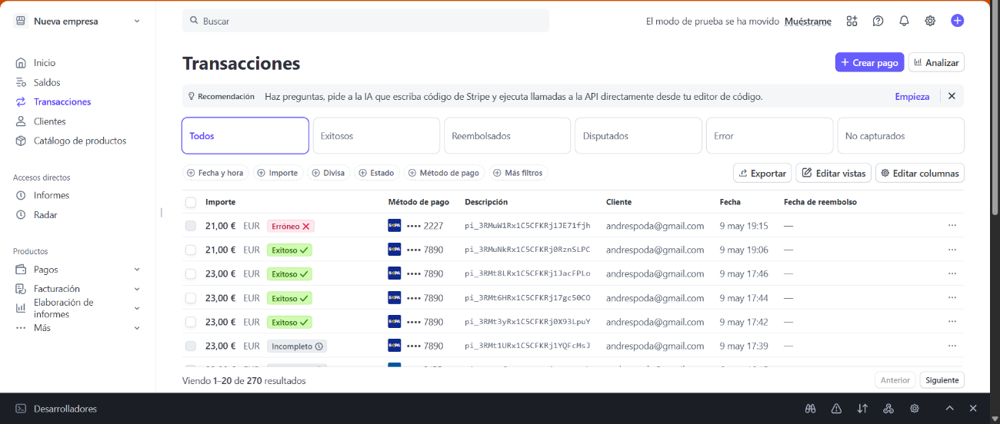 Nueva empresa
Buscar
El modo de prueba se ha movido Muéstrame
Inicio
Saldos
Transacciones
Clientes
Catálogo de productos
Accesos directos
Informes
Radar
Productos
Pagos
Facturación
Elaboración de
informes
Más
Transacciones
Crear pago
Analizar
Recomendación Haz preguntas, pide a la IA que escriba código de Stripe y ejecuta llamadas a la API directamente desde tu editor de código. Empieza
Todos Exitosos Reembolsados Disputados Error No capturados
Fecha y hora Importe Divisa Estado Método de pago Más filtros Exportar Editar vistas Editar columnas
Importe Método de pago Descripción Cliente Fecha Fecha de reembolso
21,00 € EUR Erróneo SEPA •••• 2227 pi_3RMuW1Rx1C5CFKRj1JE71fjh andrespoda@gmail.com 9 may 19:15 — ···
21,00 € EUR Exitoso SEPA •••• 7890 pi_3RMuNkRx1C5CFKRj0RznSLPC andrespoda@gmail.com 9 may 19:06 — ···
23,00 € EUR Exitoso SEPA •••• 7890 pi_3RMt8LRx1C5CFKRj1JacFPLo andrespoda@gmail.com 9 may 17:46 — ···
23,00 € EUR Exitoso SEPA •••• 7890 pi_3RMt6HRx1C5CFKRj17gc50CO andrespoda@gmail.com 9 may 17:44 — ···
23,00 € EUR Exitoso SEPA •••• 7890 pi_3RMt3yRx1C5CFKRj0X93LpuY andrespoda@gmail.com 9 may 17:42 — ···
23,00 € EUR Incompleto SEPA •••• 7890 pi_3RMt1URx1C5CFKRj1YQFcMsJ andrespoda@gmail.com 9 may 17:39 — ···
Viendo 1–20 de 270 resultados
Anterior Siguiente
Desarrolladores